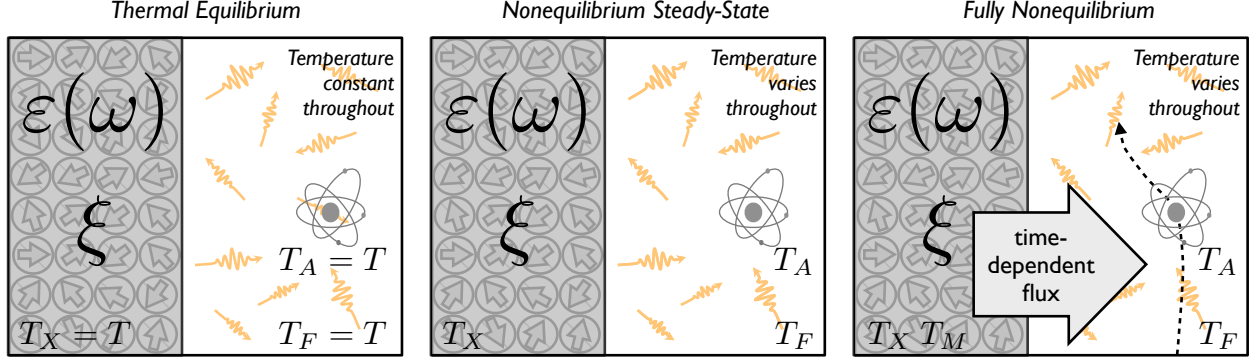 Thermal Equilibrium
Temperature
constant
throughout
ε(ω)
ξ
T_A = T
T_X = T
T_F = T
Nonequilibrium Steady-State
Temperature
varies
throughout
ε(ω)
ξ
T_A
T_X
T_F
Fully Nonequilibrium
Temperature
varies
throughout
ε(ω)
ξ
time-
dependent
flux
T_A
T_X T_M
T_F